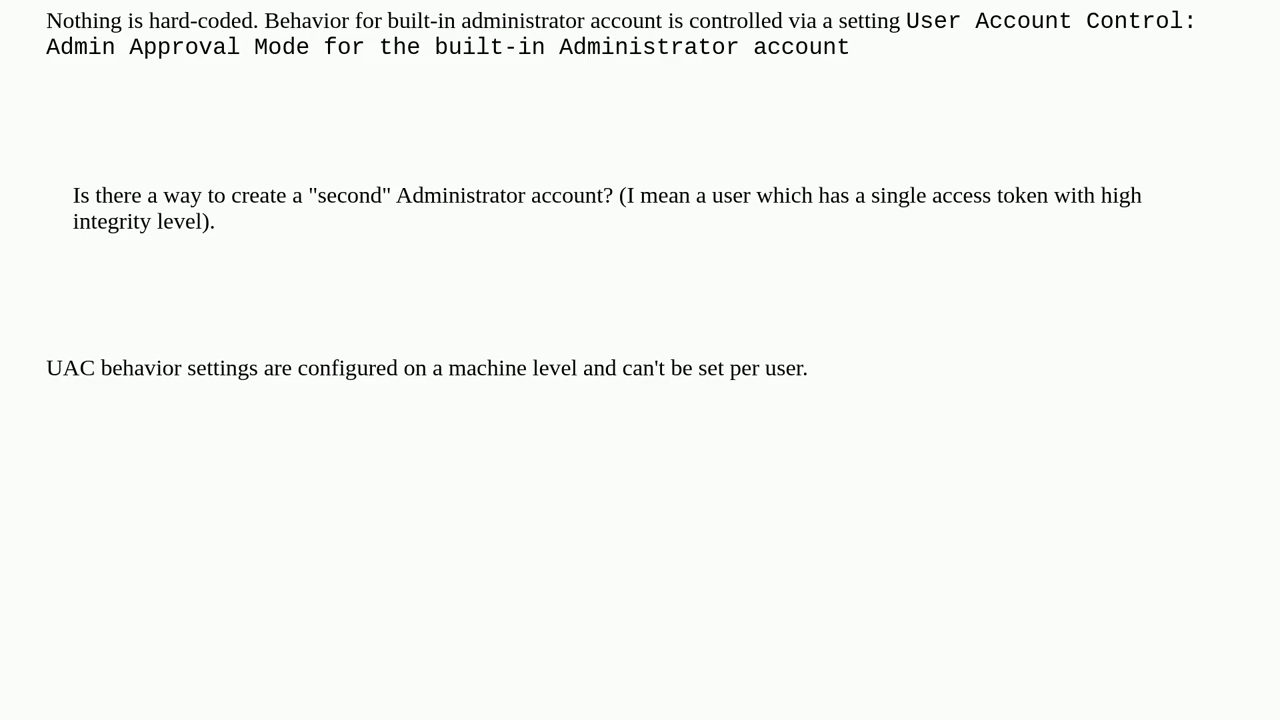 Nothing is hard-coded. Behavior for built-in administrator account is controlled via a setting User Account Control:
Admin Approval Mode for the built-in Administrator account
Is there a way to create a "second" Administrator account? (I mean a user which has a single access token with high
integrity level).
UAC behavior settings are configured on a machine level and can't be set per user.